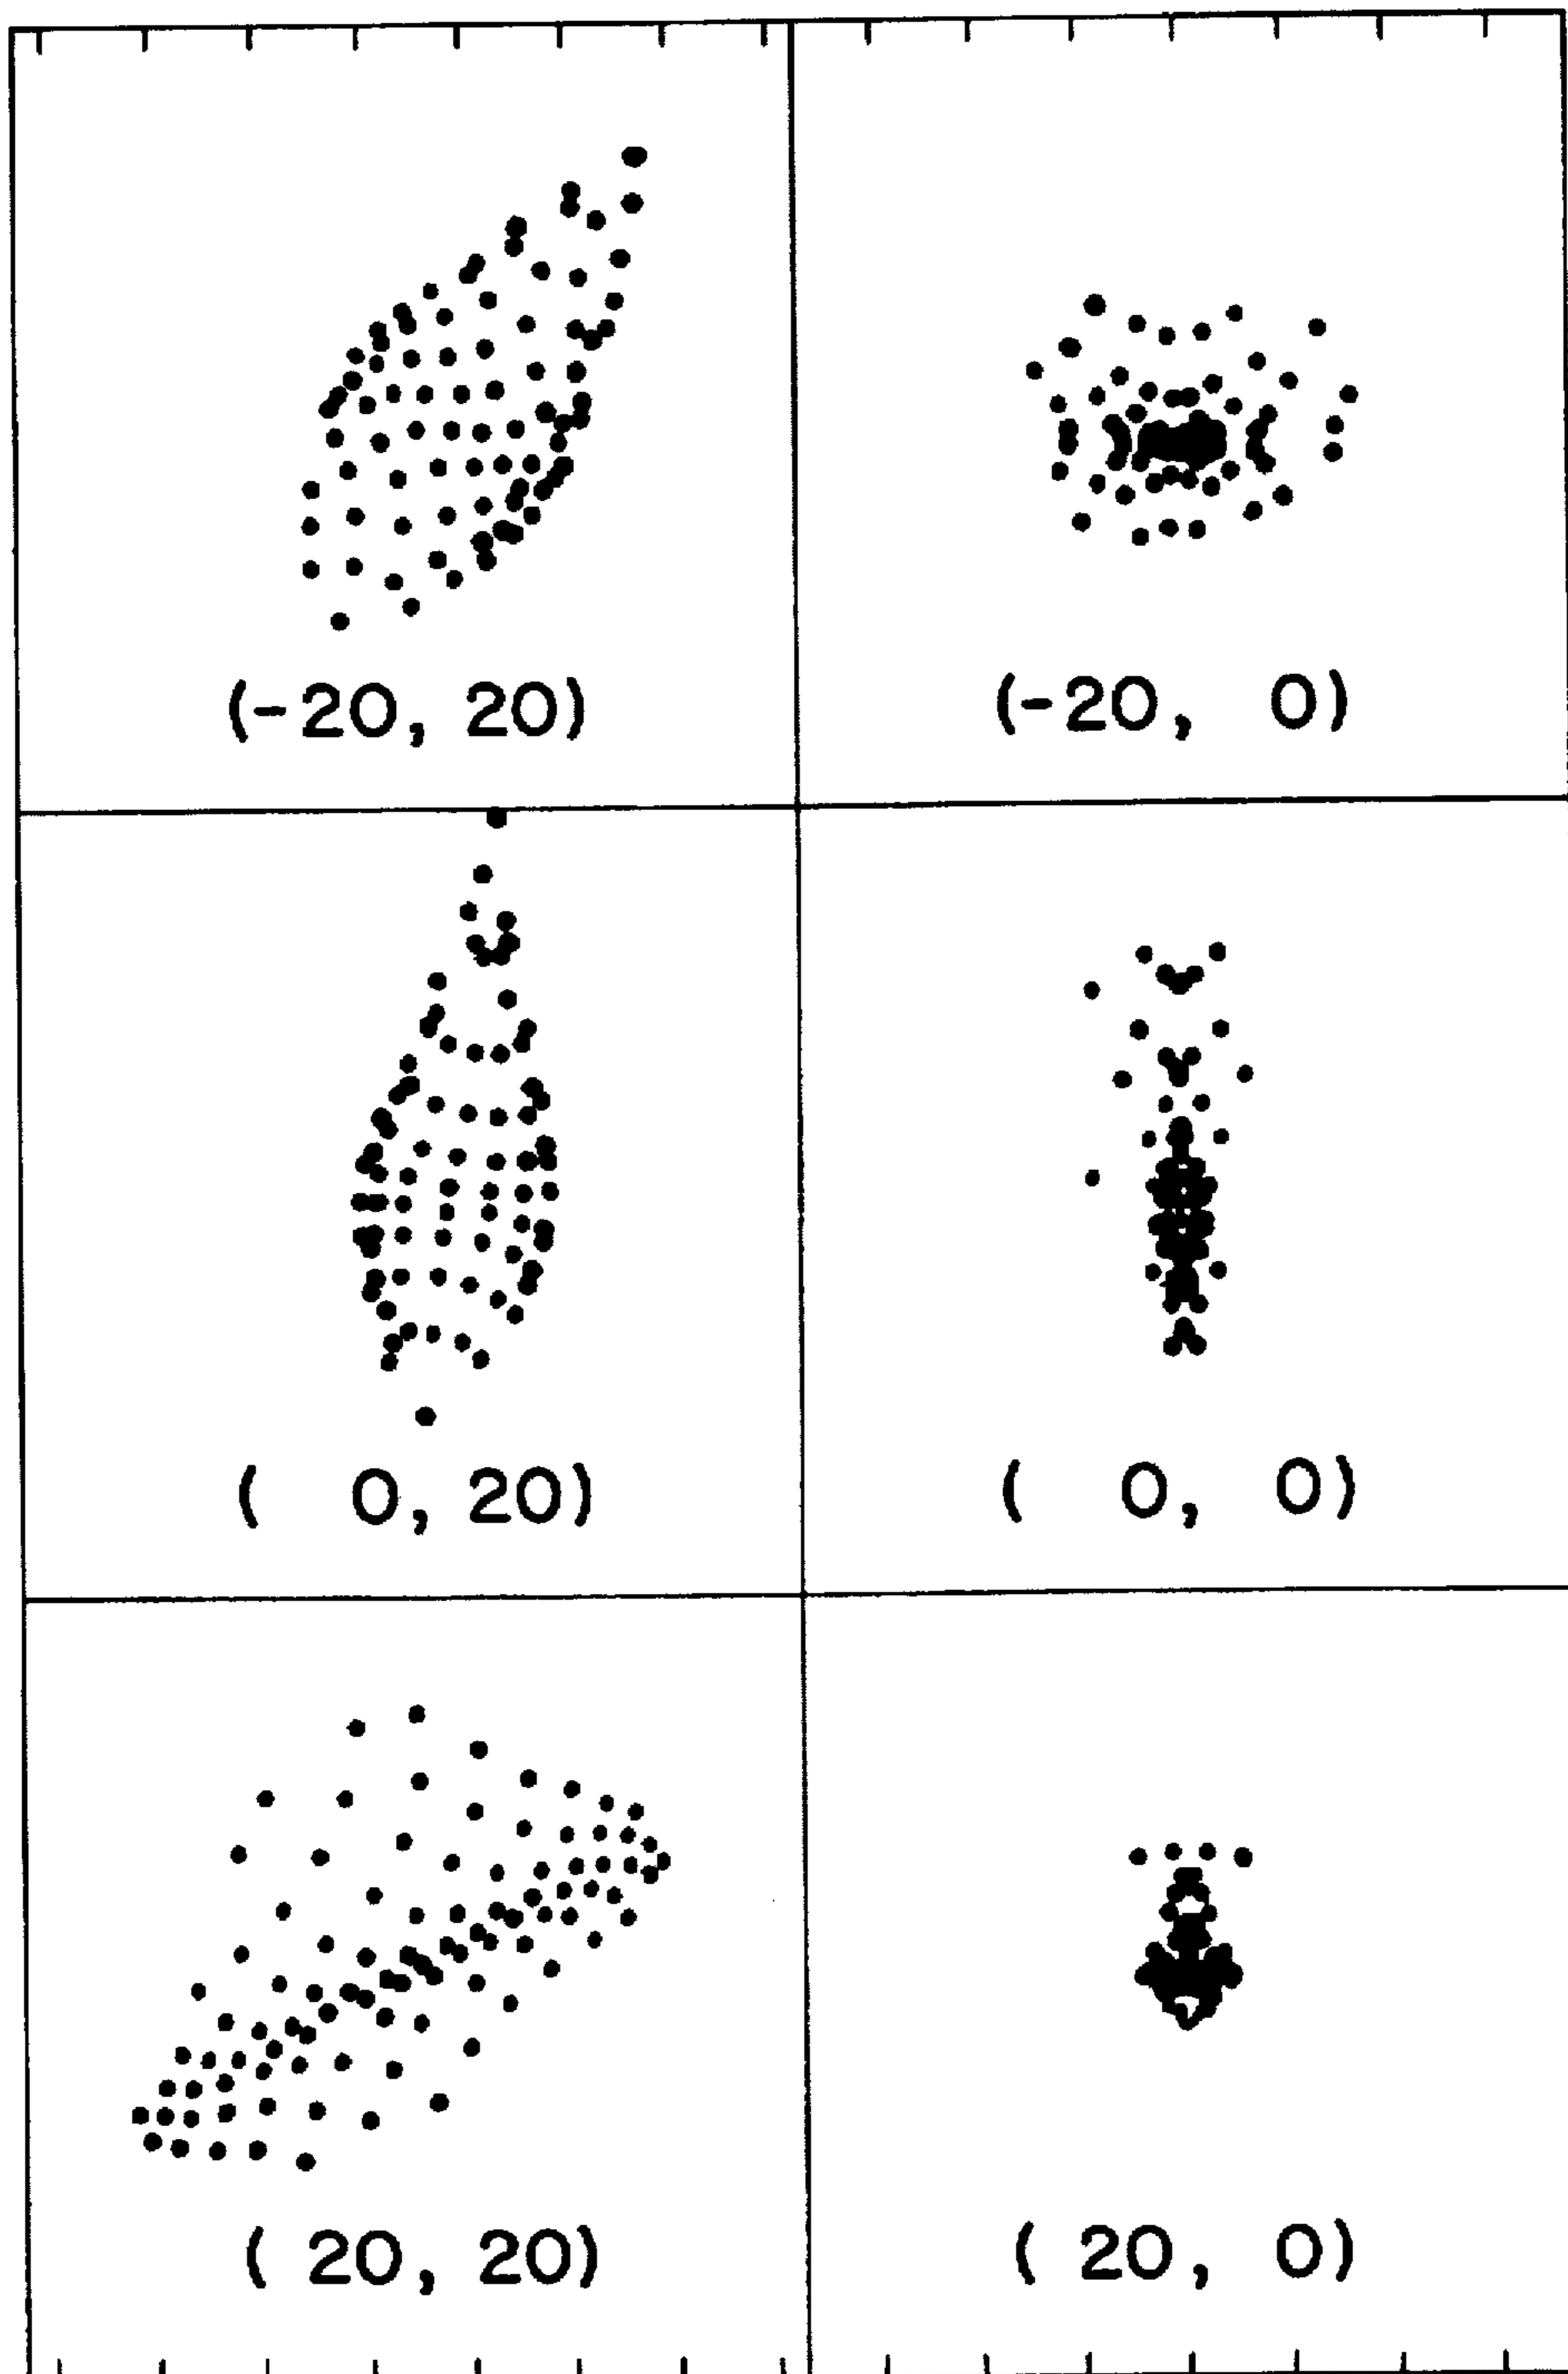 (-20, 20) (-20, 0)
( 0, 20) ( 0, 0)
( 20, 20) ( 20, 0)